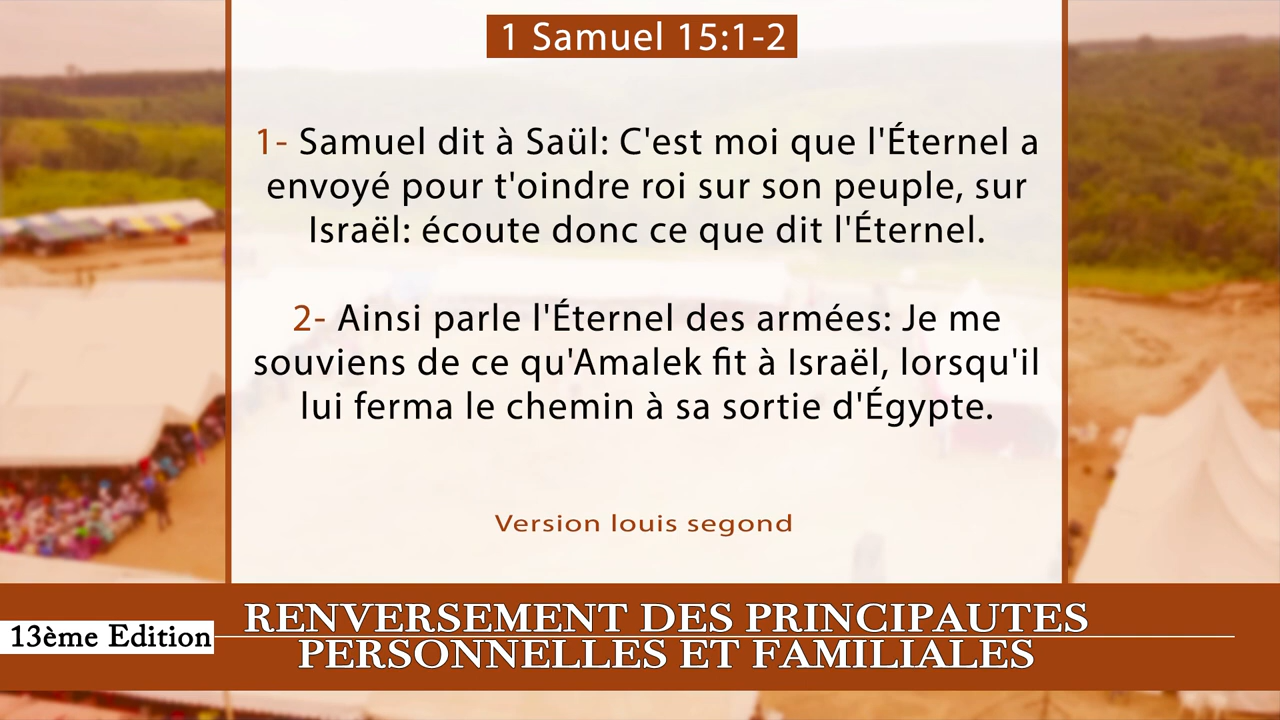 1 Samuel 15:1-2
1- Samuel dit à Saül: C'est moi que l'Éternel a
envoyé pour t'oindre roi sur son peuple, sur
Israël: écoute donc ce que dit l'Éternel.
2- Ainsi parle l'Éternel des armées: Je me
souviens de ce qu'Amalek fit à Israël, lorsqu'il
lui ferma le chemin à sa sortie d'Égypte.
Version louis segond
13ème Edition
RENVERSEMENT DES PRINCIPAUTES
PERSONNELLES ET FAMILIALES